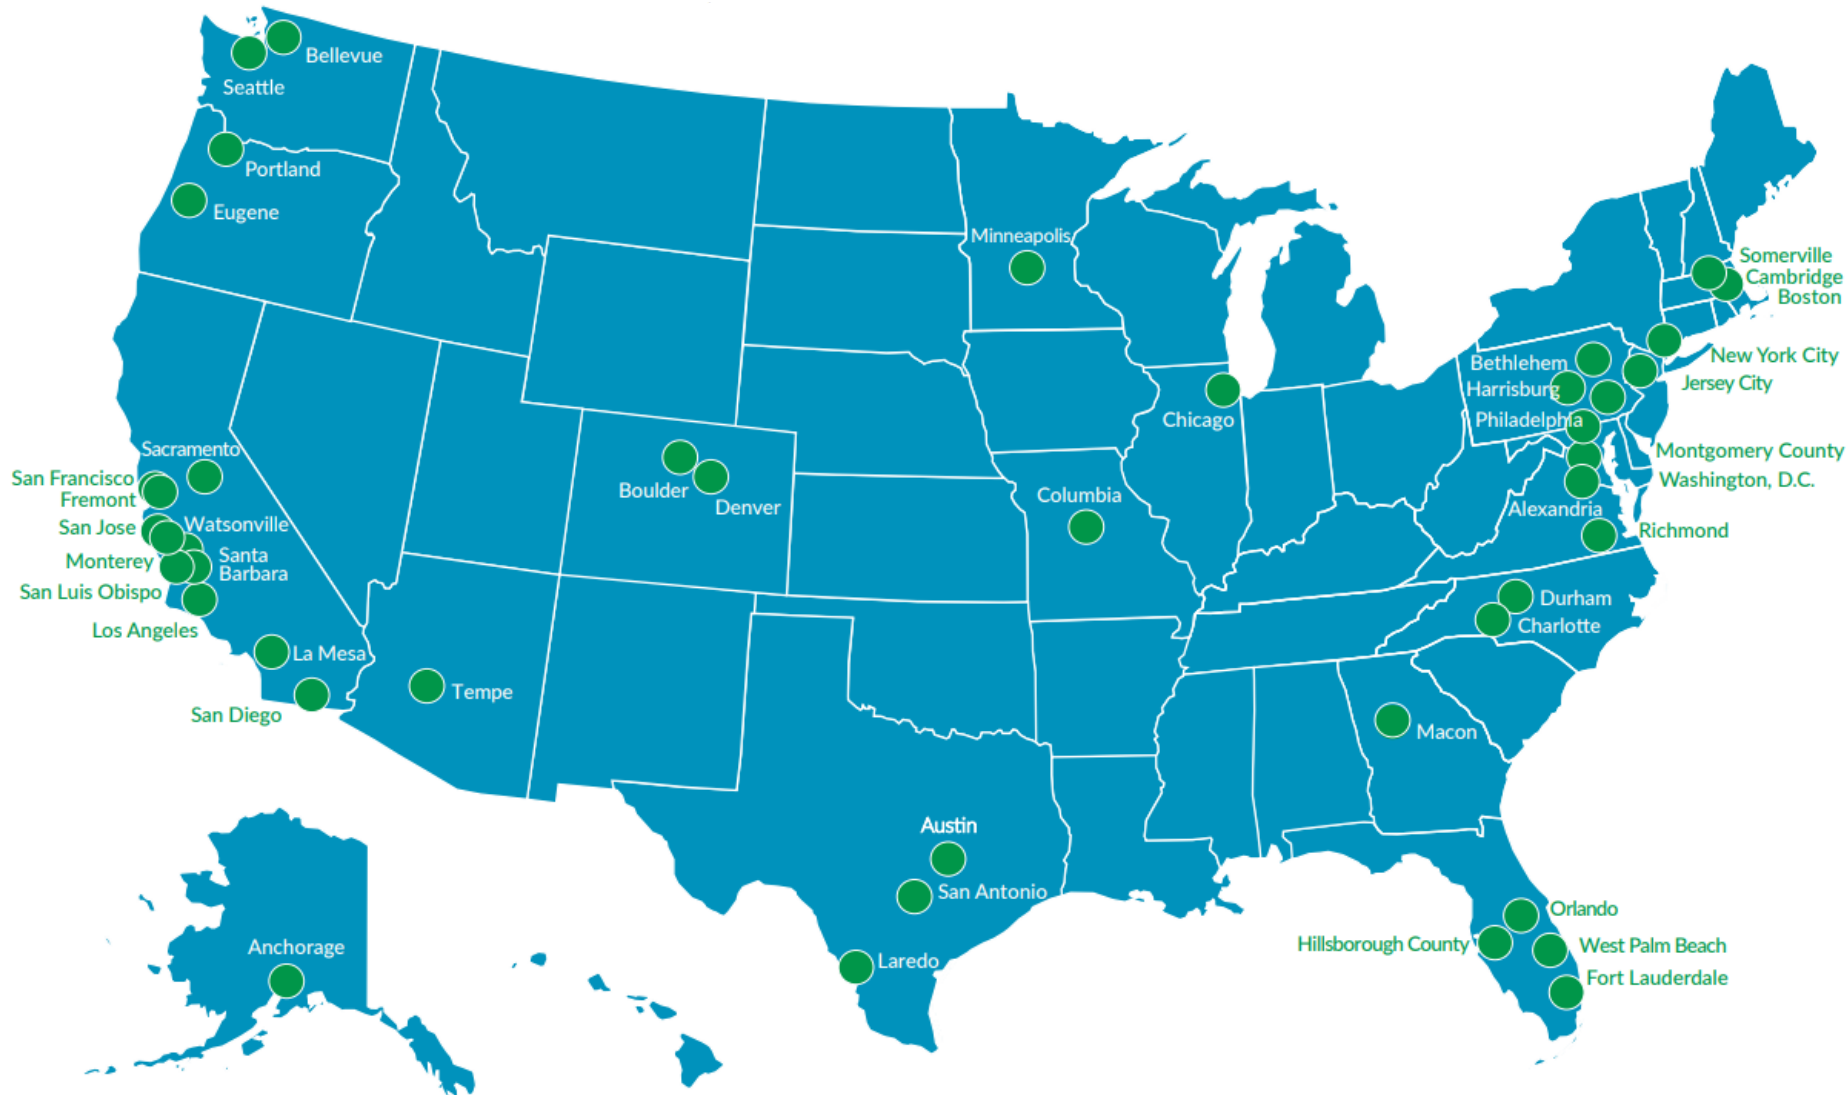 Bellevue
Seattle
Portland
Eugene
Minneapolis
Somerville
Cambridge
Boston
New York City
Bethlehem
Jersey City
Harrisburg
Chicago
Philadelphia
Sacramento
Montgomery County
San Francisco
Washington, D.C.
Boulder
Columbia
Fremont
Denver
Alexandria
San Jose
Watsonville
Richmond
Santa
Barbara
Monterey
San Luis Obispo
Durham
Los Angeles
Charlotte
La Mesa
Tempe
San Diego
Macon
Austin
San Antonio
Orlando
Hillsborough County
West Palm Beach
Anchorage
Laredo
Fort Lauderdale